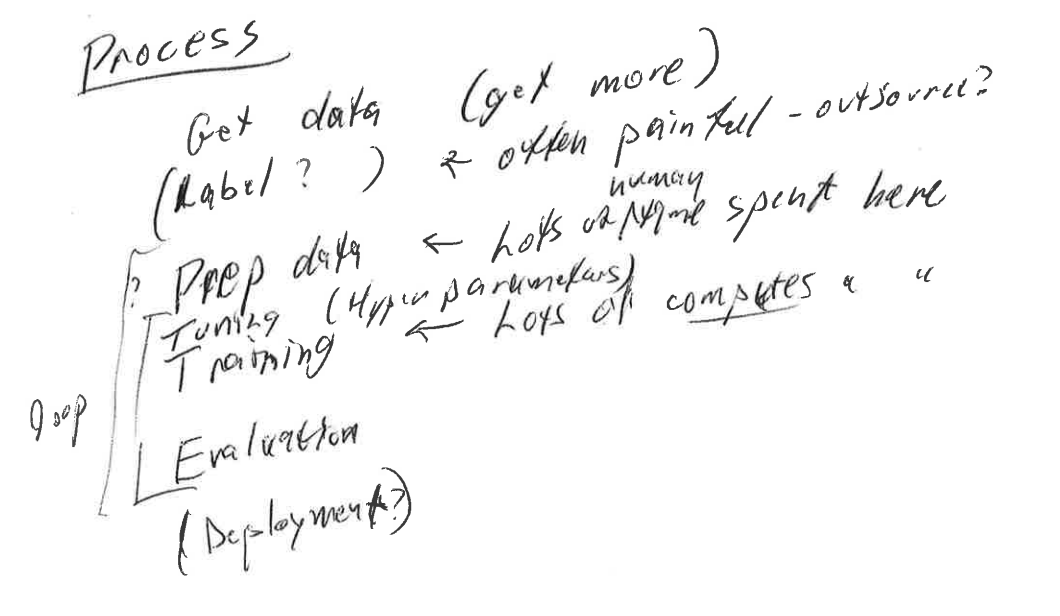 Process
Get data (get more)
(Label?) ← often painful - outsource?
human
? Prep data ← Lots of time spent here
Tuning (Hyper parameters)
Training ← Lots of computes " "
loop
Evaluation
(Deployment?)